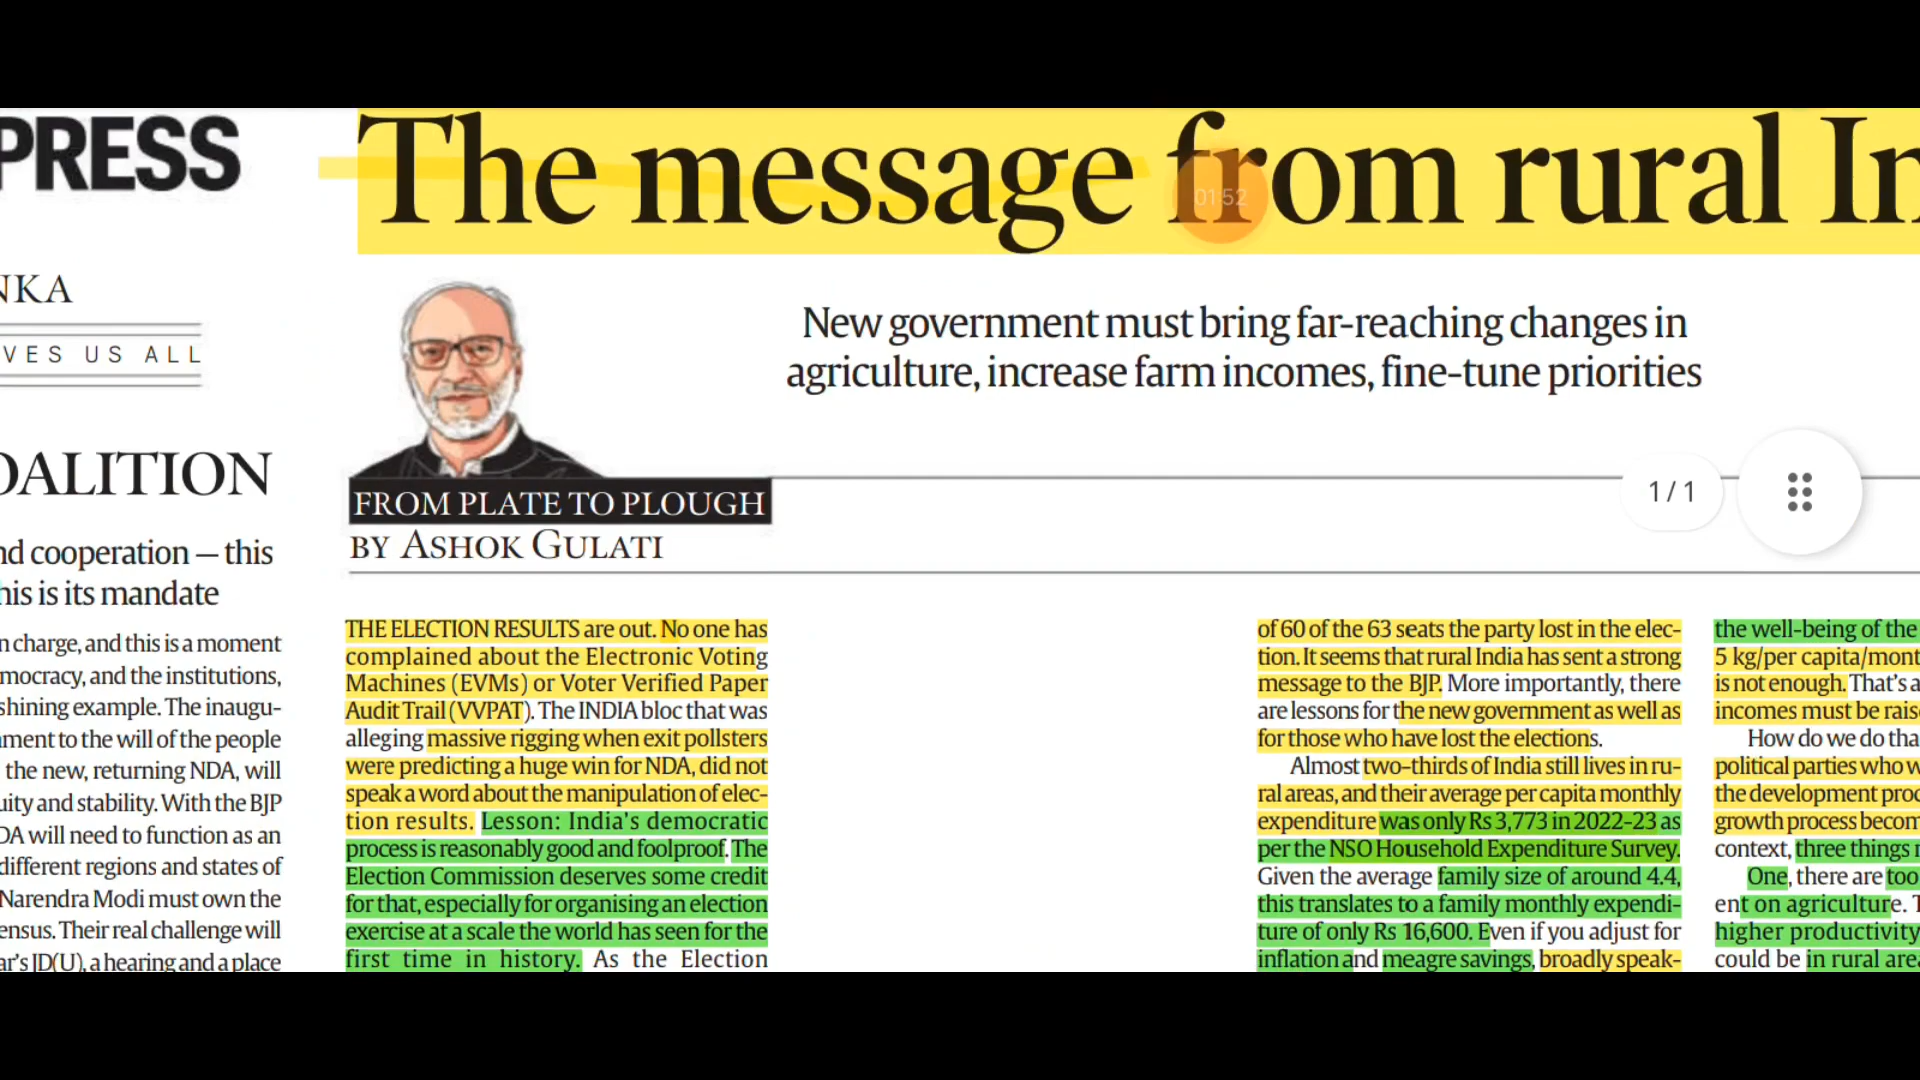 PRESS
NKA
VES US ALL
OALITION
nd cooperation — this
his is its mandate
n charge, and this is a moment
mocracy, and the institutions,
shining example. The inaugu-
ment to the will of the people
the new, returning NDA, will
uity and stability. With the BJP
DA will need to function as an
different regions and states of
Narendra Modi must own the
ensus. Their real challenge will
ar's JD(U), a hearing and a place
The message from rural In
01:52
New government must bring far-reaching changes in
agriculture, increase farm incomes, fine-tune priorities
1/1
FROM PLATE TO PLOUGH
BY ASHOK GULATI
THE ELECTION RESULTS are out. No one has
complained about the Electronic Voting
Machines (EVMs) or Voter Verified Paper
Audit Trail (VVPAT). The INDIA bloc that was
alleging massive rigging when exit pollsters
were predicting a huge win for NDA, did not
speak a word about the manipulation of elec-
tion results. Lesson: India's democratic
process is reasonably good and foolproof. The
Election Commission deserves some credit
for that, especially for organising an election
exercise at a scale the world has seen for the
first time in history. As the Election
of 60 of the 63 seats the party lost in the elec-
tion. It seems that rural India has sent a strong
message to the BJP. More importantly, there
are lessons for the new government as well as
for those who have lost the elections.
Almost two-thirds of India still lives in ru-
ral areas, and their average per capita monthly
expenditure was only Rs 3,773 in 2022-23 as
per the NSO Household Expenditure Survey.
Given the average family size of around 4.4,
this translates to a family monthly expendi-
ture of only Rs 16,600. Even if you adjust for
inflation and meagre savings, broadly speak-
the well-being of the
5 kg/per capita/mont
is not enough. That's a
incomes must be raise
How do we do tha
political parties who w
the development proc
growth process becom
context, three things r
One, there are too
ent on agriculture. T
higher productivity
could be in rural area